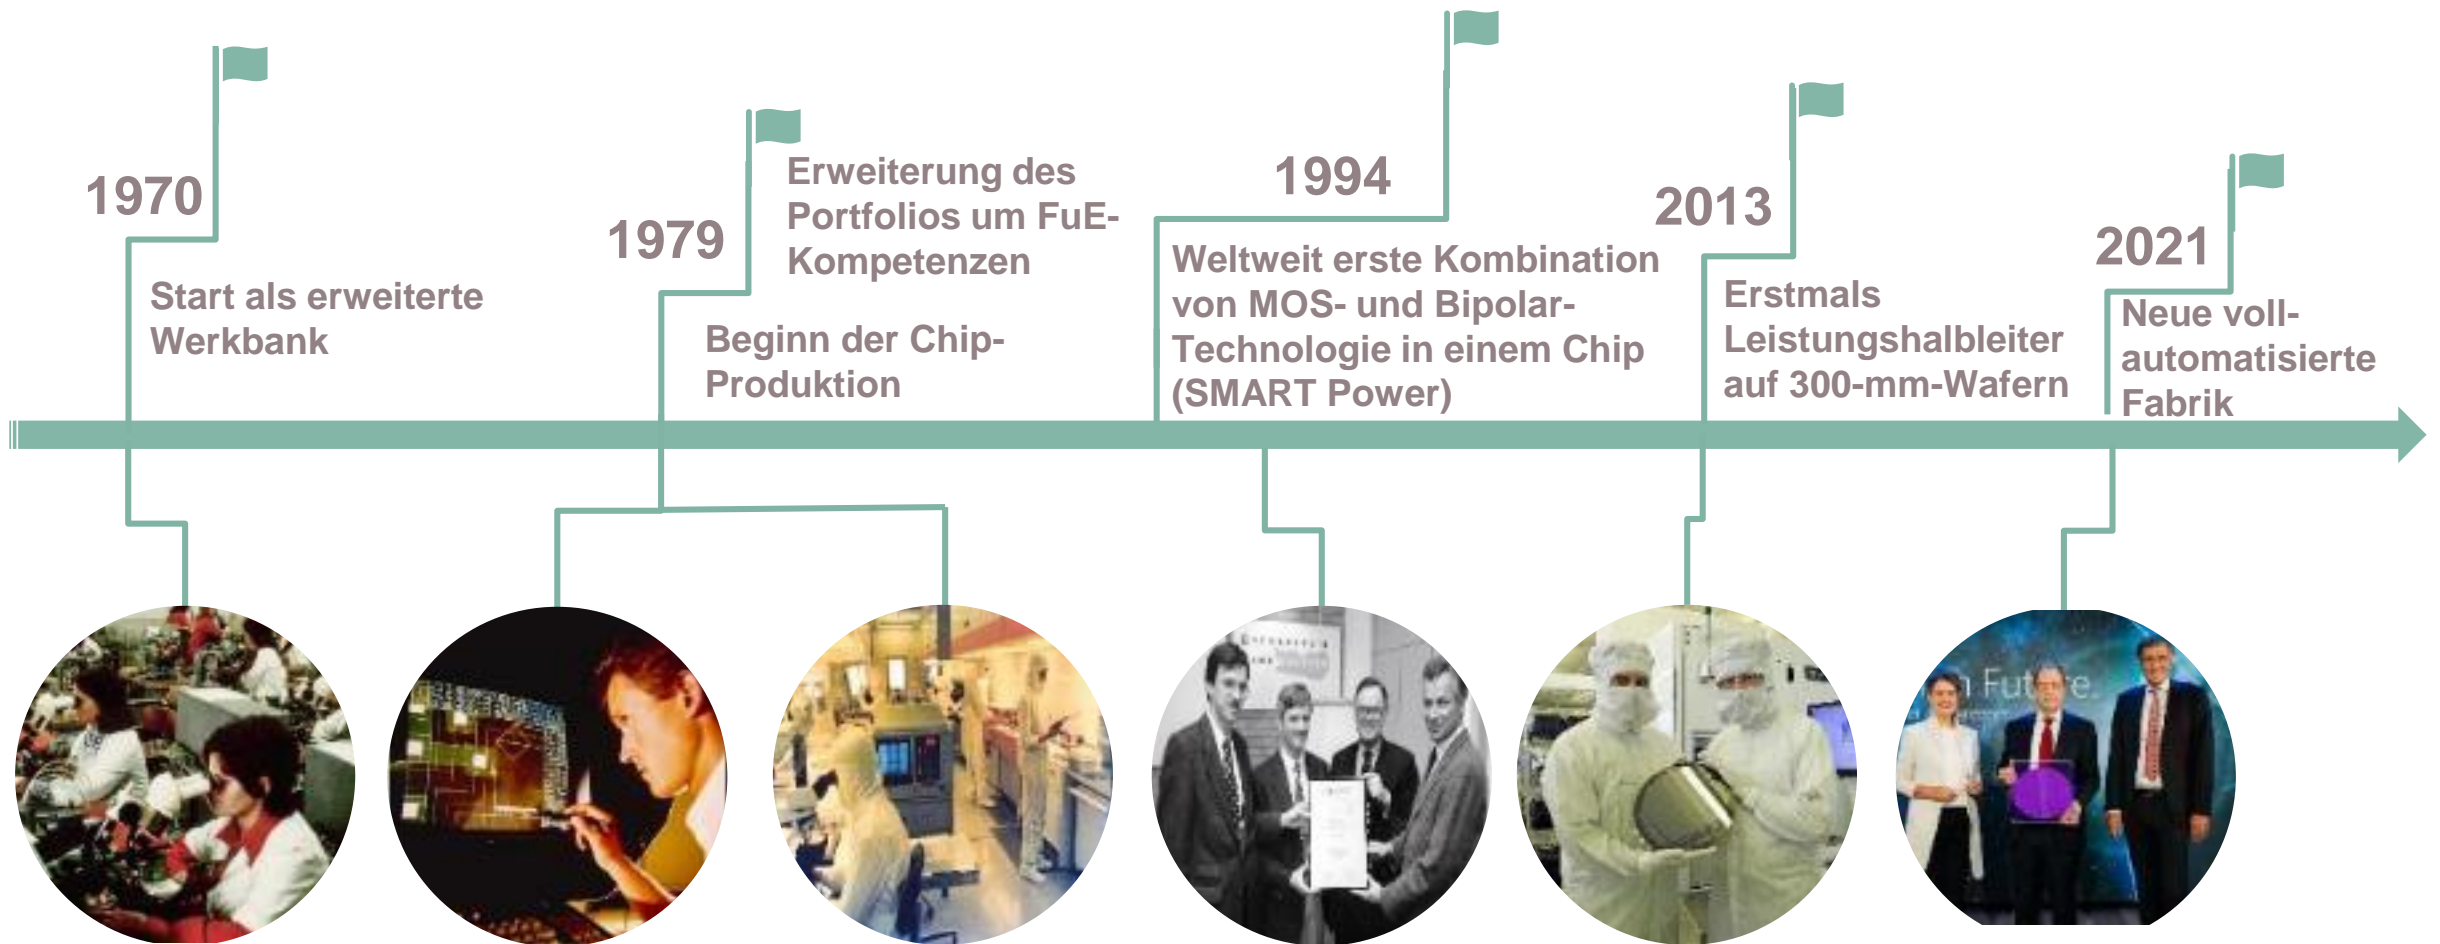 1970
Start als erweiterte
Werkbank
1979
Erweiterung des
Portfolios um FuE-
Kompetenzen
Beginn der Chip-
Produktion
1994
Weltweit erste Kombination
von MOS- und Bipolar-
Technologie in einem Chip
(SMART Power)
2013
Erstmals
Leistungshalbleiter
auf 300-mm-Wafern
2021
Neue voll-
automatisierte
Fabrik
Future